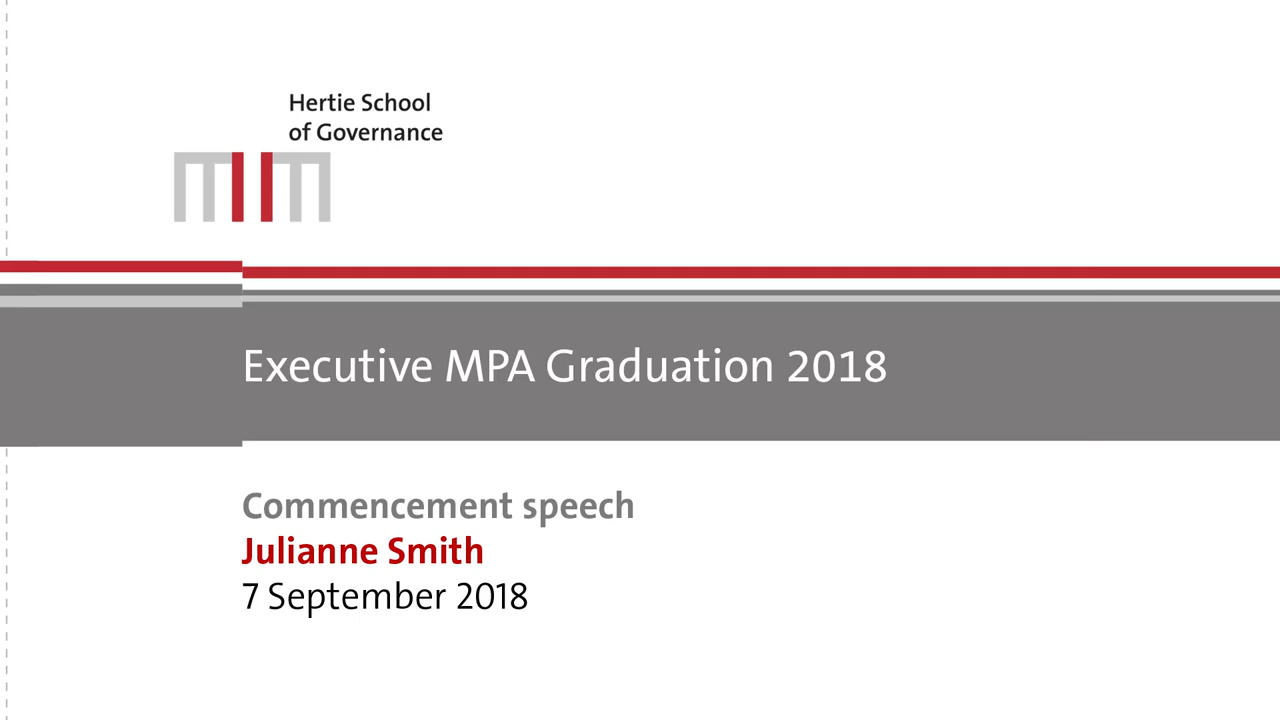 Hertie School
of Governance
Executive MPA Graduation 2018
Commencement speech
Julianne Smith
7 September 2018